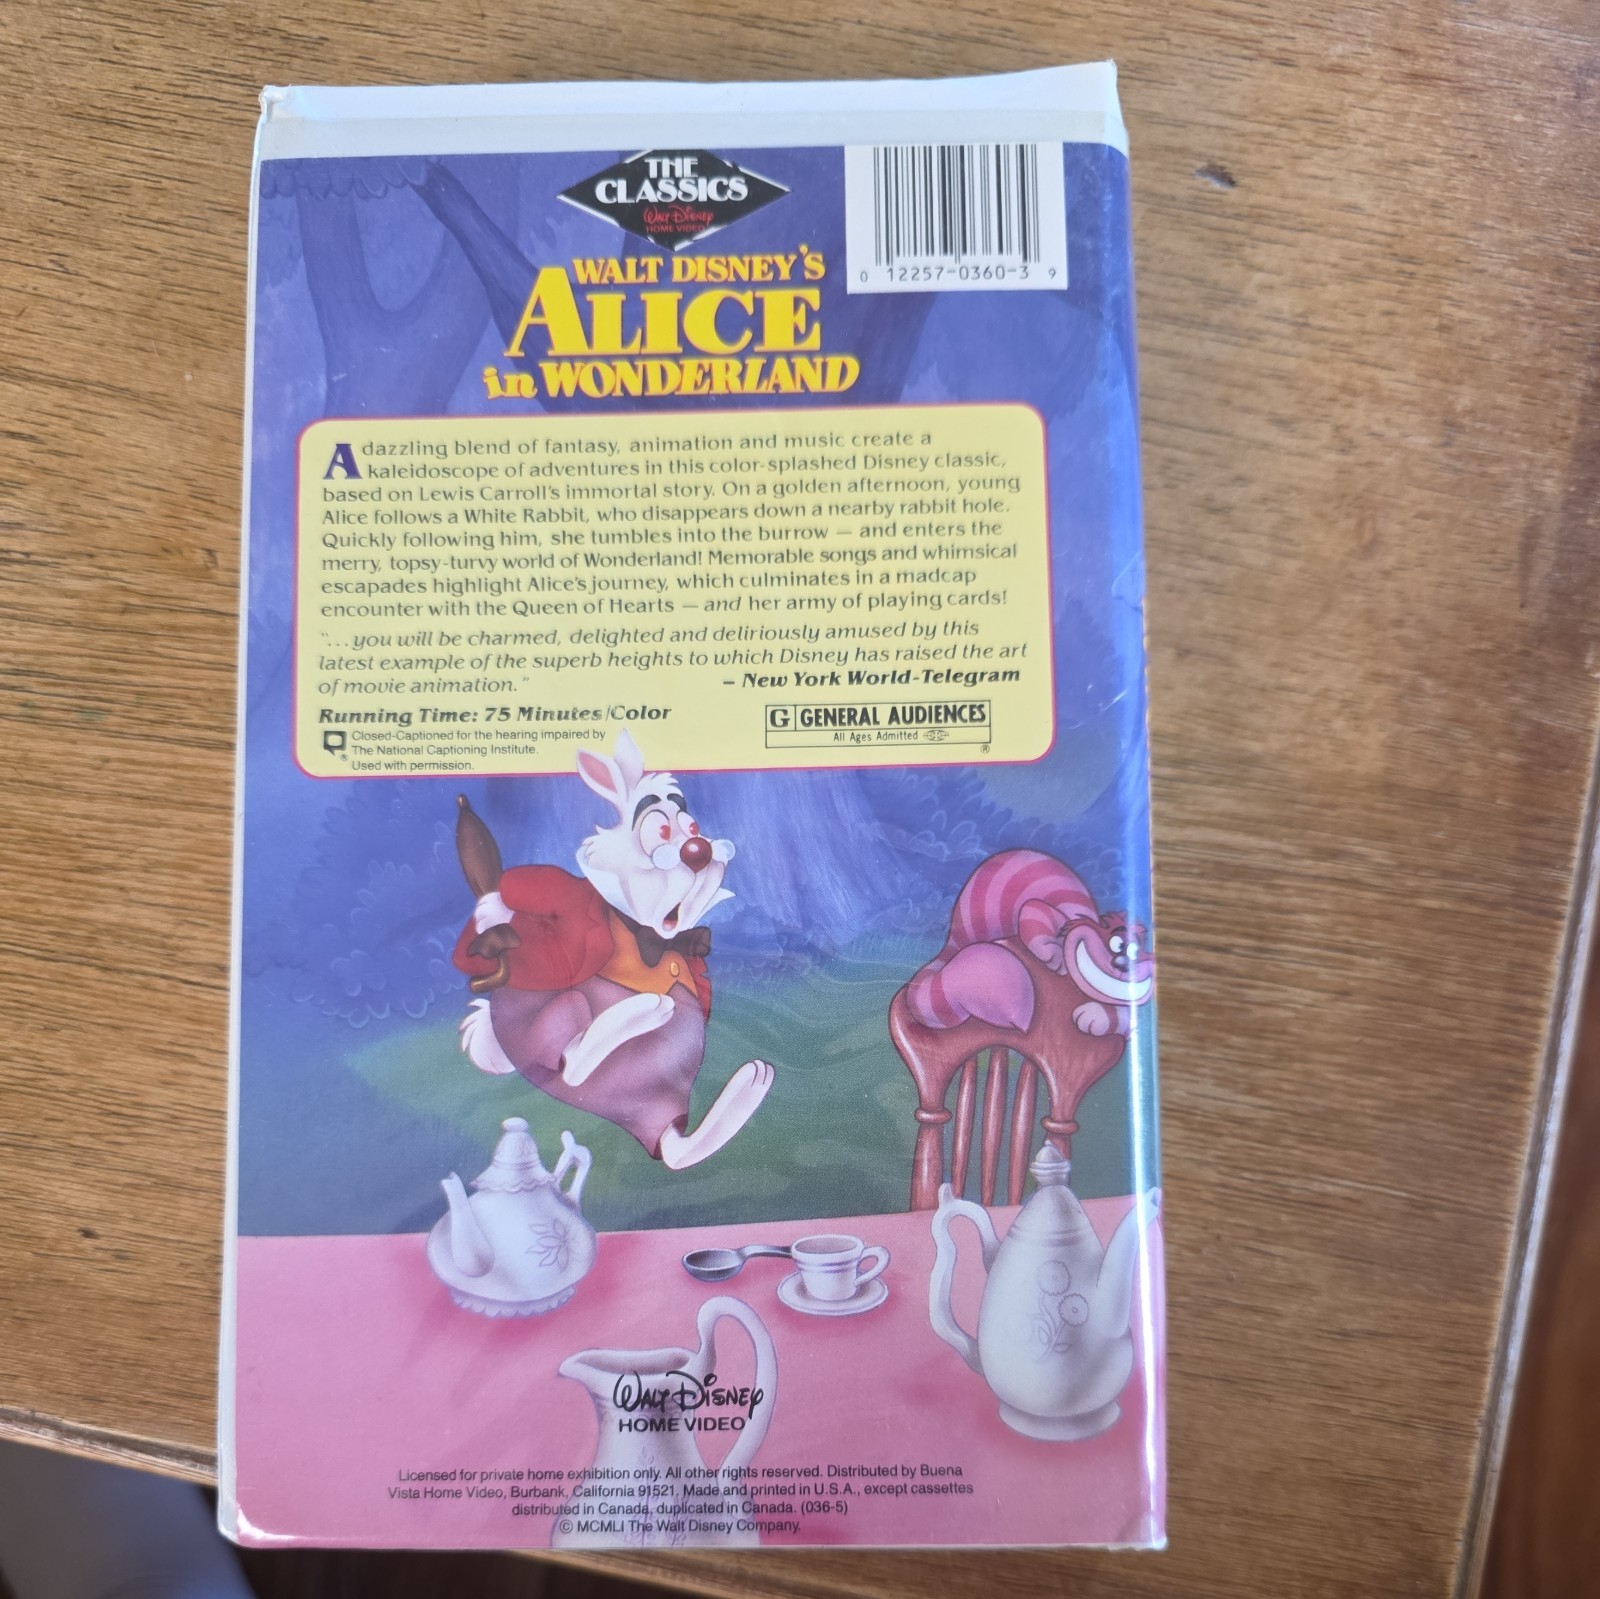 THE
CLASSICS
WALT DISNEY
HOME VIDEO
0 12257-0360-3 9
WALT DISNEY'S
ALICE
in WONDERLAND
A dazzling blend of fantasy, animation and music create a
kaleidoscope of adventures in this color-splashed Disney classic,
based on Lewis Carroll's immortal story. On a golden afternoon, young
Alice follows a White Rabbit, who disappears down a nearby rabbit hole.
Quickly following him, she tumbles into the burrow — and enters the
merry, topsy-turvy world of Wonderland! Memorable songs and whimsical
escapades highlight Alice's journey, which culminates in a madcap
encounter with the Queen of Hearts — and her army of playing cards!
"...you will be charmed, delighted and deliriously amused by this
latest example of the superb heights to which Disney has raised the art
of movie animation." – New York World-Telegram
Running Time: 75 Minutes/Color
Closed-Captioned for the hearing impaired by
The National Captioning Institute.
Used with permission.
G GENERAL AUDIENCES
All Ages Admitted
®
WALT DISNEY
HOME VIDEO
Licensed for private home exhibition only. All other rights reserved. Distributed by Buena
Vista Home Video, Burbank, California 91521. Made and printed in U.S.A., except cassettes
distributed in Canada, duplicated in Canada. (036-5)
© MCMLI The Walt Disney Company.